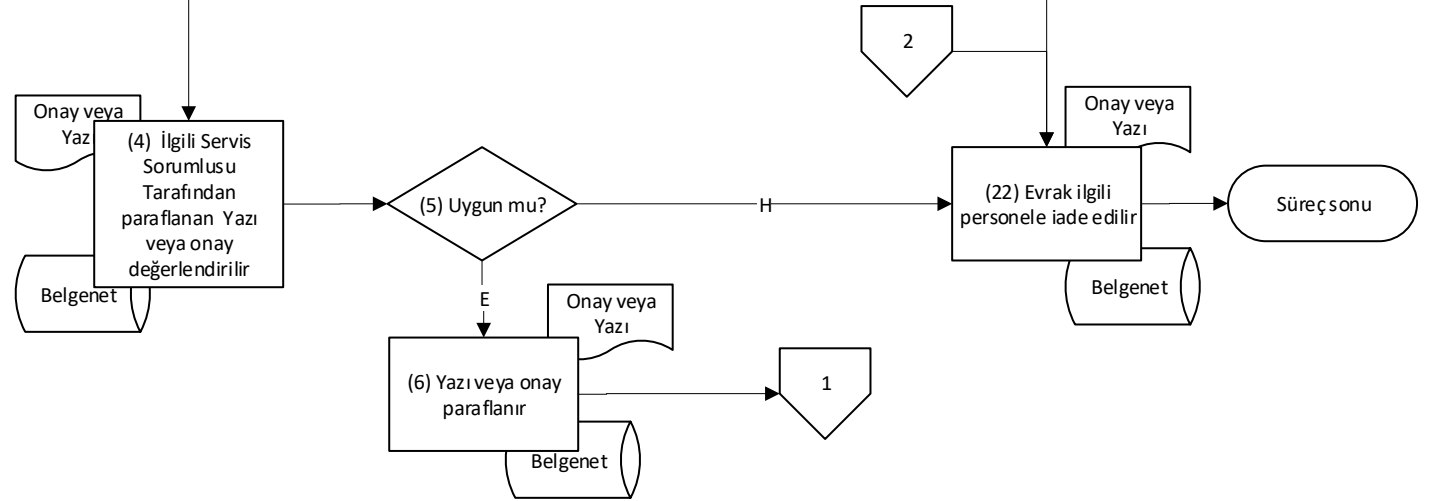 2
Onay veya
Yaz
(4) İlgili Servis
Sorumlusu
Tarafından
paraflanan Yazı
veya onay
değerlendirilir
Belgenet
(5) Uygun mu?
H
E
Onay veya
Yazı
(22) Evrak ilgili
personele iade edilir
Belgenet
Süreç sonu
Onay veya
Yazı
(6) Yazı veya onay
paraflanır
Belgenet
1